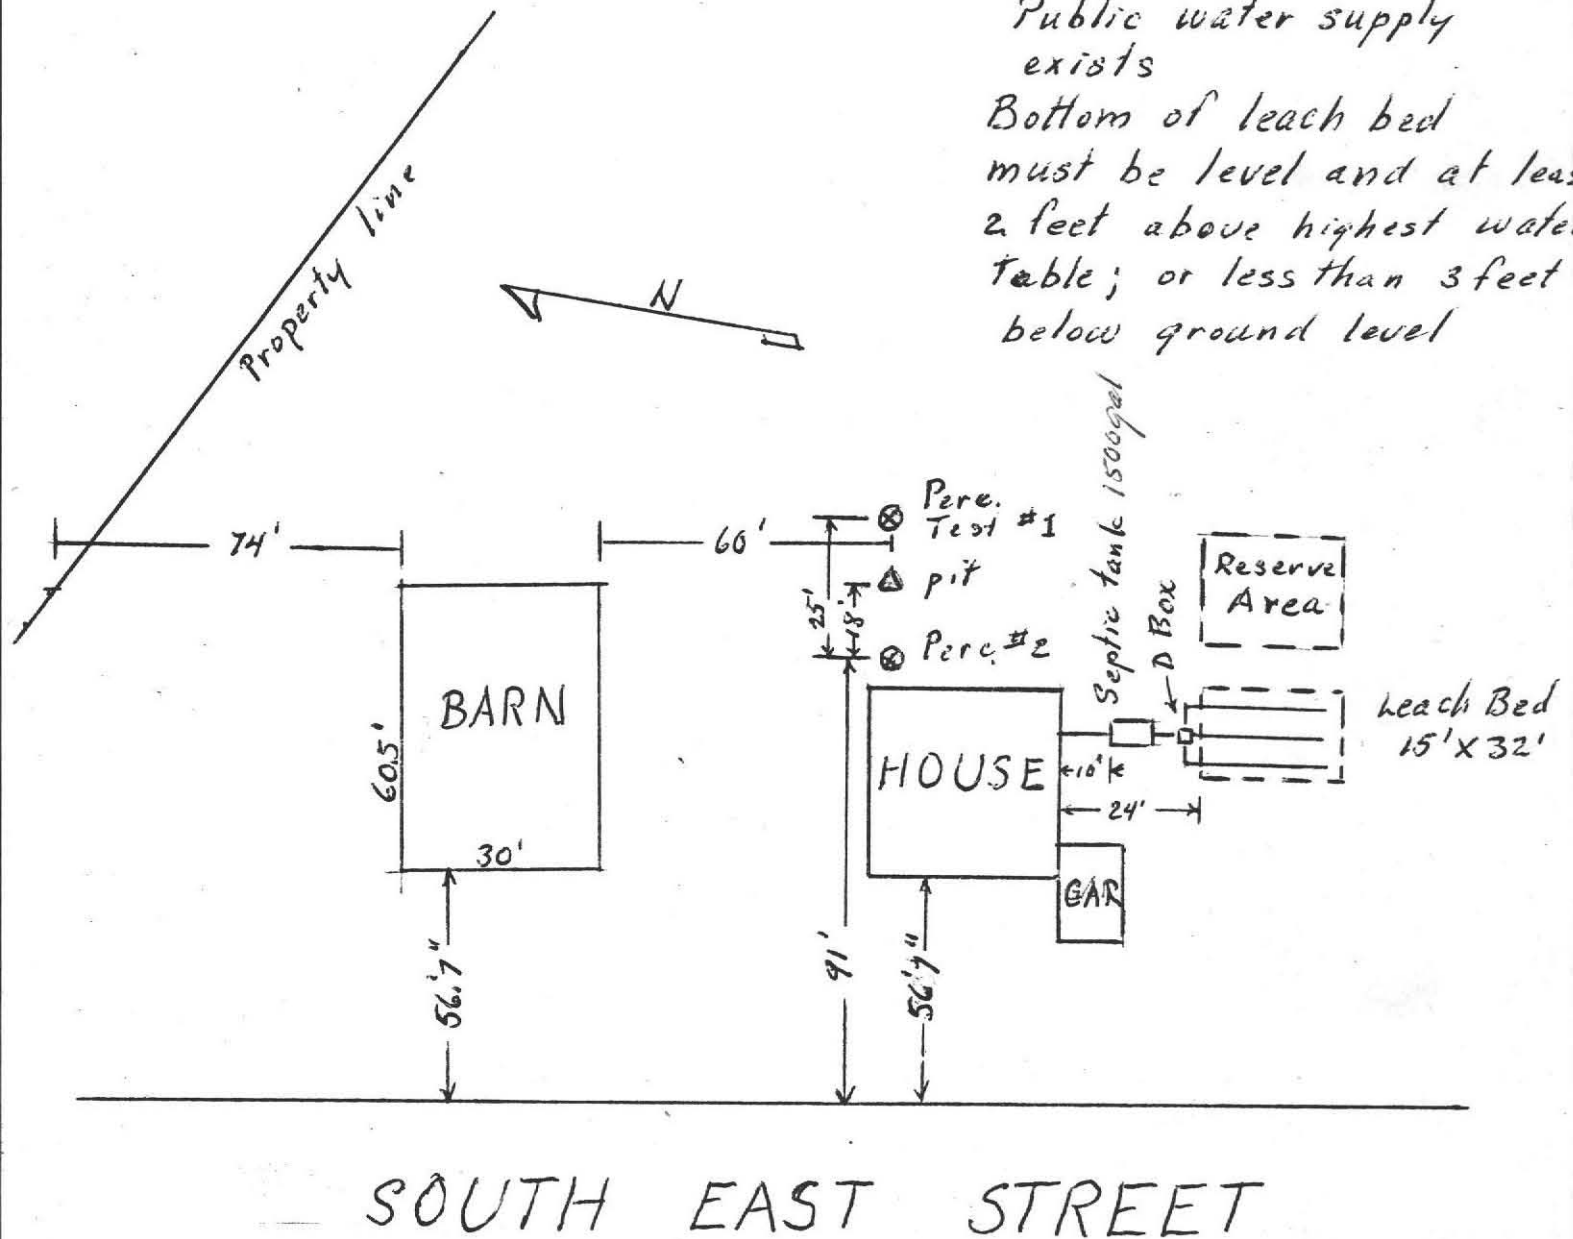 Public water supply
exists
Bottom of leach bed
must be level and at leas
2 feet above highest wate
Table; or less than 3 feet
below ground level
Property line
N
Septic tank 1500gal
D Box
Perc.
Test #1
74'
60'
pit
25'
18'
Perc. #2
Reserve
Area
BARN
60.5'
30'
HOUSE
10'
24'
Leach Bed
15' X 32'
GAR
56.'7"
91'
56'7"
SOUTH EAST STREET